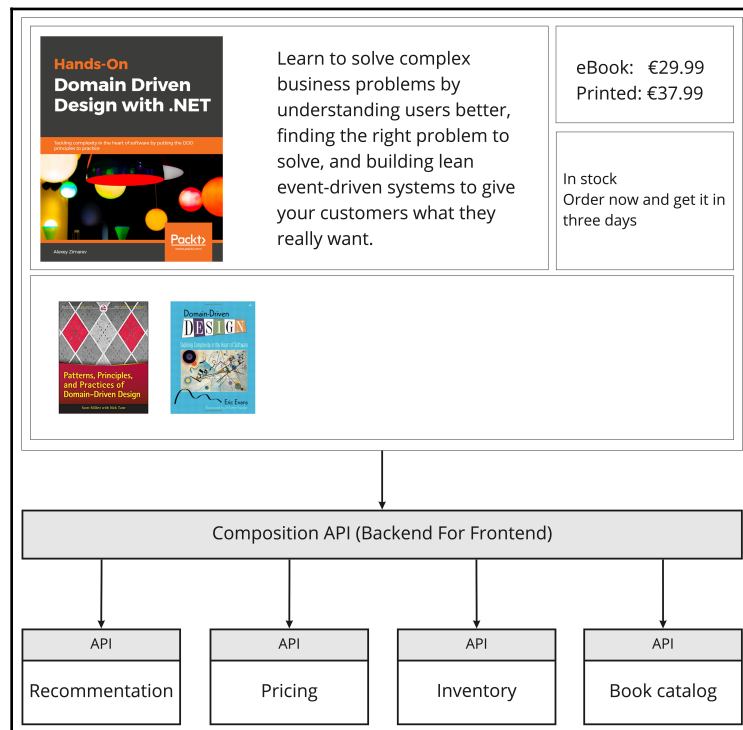 Hands-On
Domain Driven
Design with .NET
Tackling complexity in the heart of software by putting the DDD
principles to practice
Packt>
www.packt.com
Alexey Zimarev
Learn to solve complex
business problems by
understanding users better,
finding the right problem to
solve, and building lean
event-driven systems to give
your customers what they
really want.
eBook: €29.99
Printed: €37.99
In stock
Order now and get it in
three days
Patterns, Principles,
and Practices of
Domain-Driven Design
Scott Millett with Nick Tune
Domain-Driven
DESIGN
Tackling Complexity in the Heart of Software
Eric Evans
Composition API (Backend For Frontend)
API
Recommentation
API
Pricing
API
Inventory
API
Book catalog